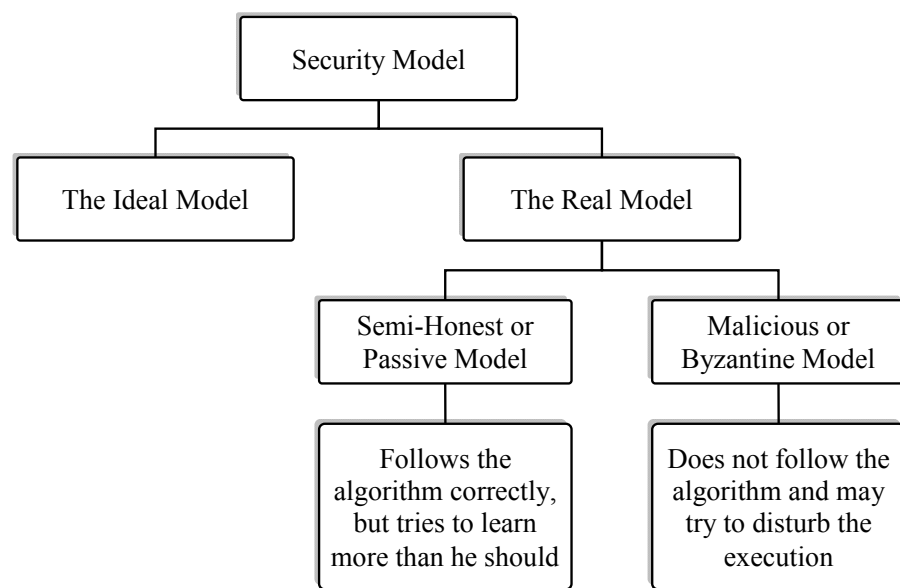 Security Model
The Ideal Model
The Real Model
Semi-Honest or
Passive Model
Malicious or
Byzantine Model
Follows the
algorithm correctly,
but tries to learn
more than he should
Does not follow the
algorithm and may
try to disturb the
execution